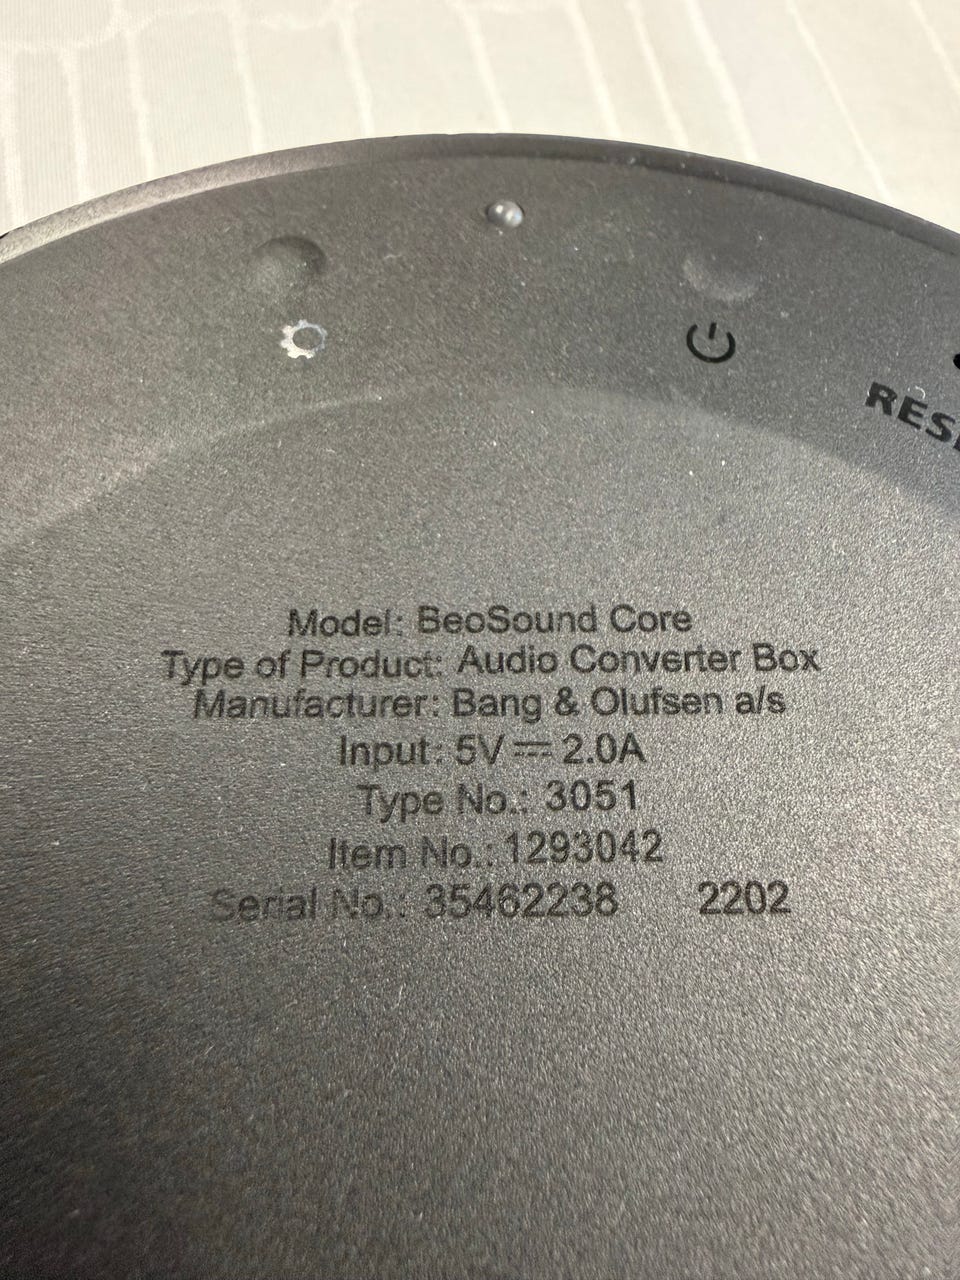 RES
Model: BeoSound Core
Type of Product: Audio Converter Box
Manufacturer: Bang & Olufsen a/s
Input: 5V ⎓ 2.0A
Type No.: 3051
Item No.: 1293042
Serial No.: 35462238 2202